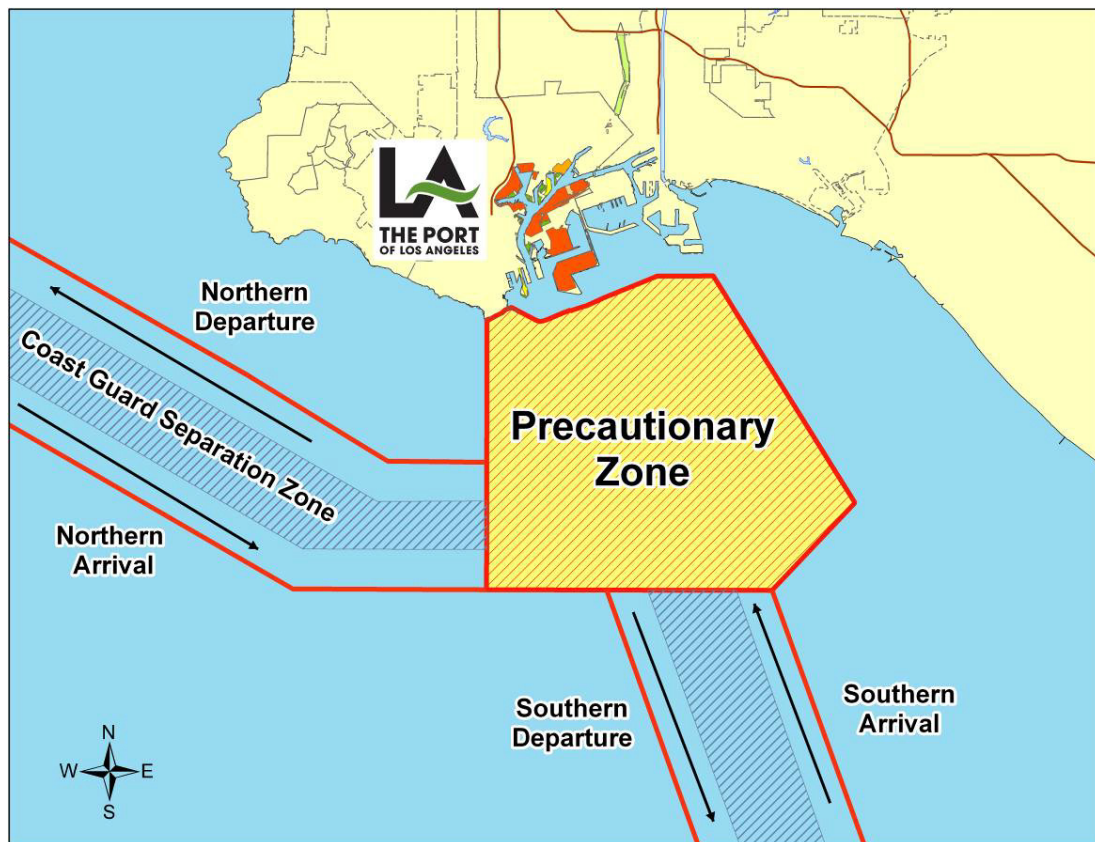 LA
THE PORT
OF LOS ANGELES
Northern
Departure
Coast Guard Separation Zone
Northern
Arrival
Precautionary
Zone
Southern
Departure
Southern
Arrival
N
W E
S